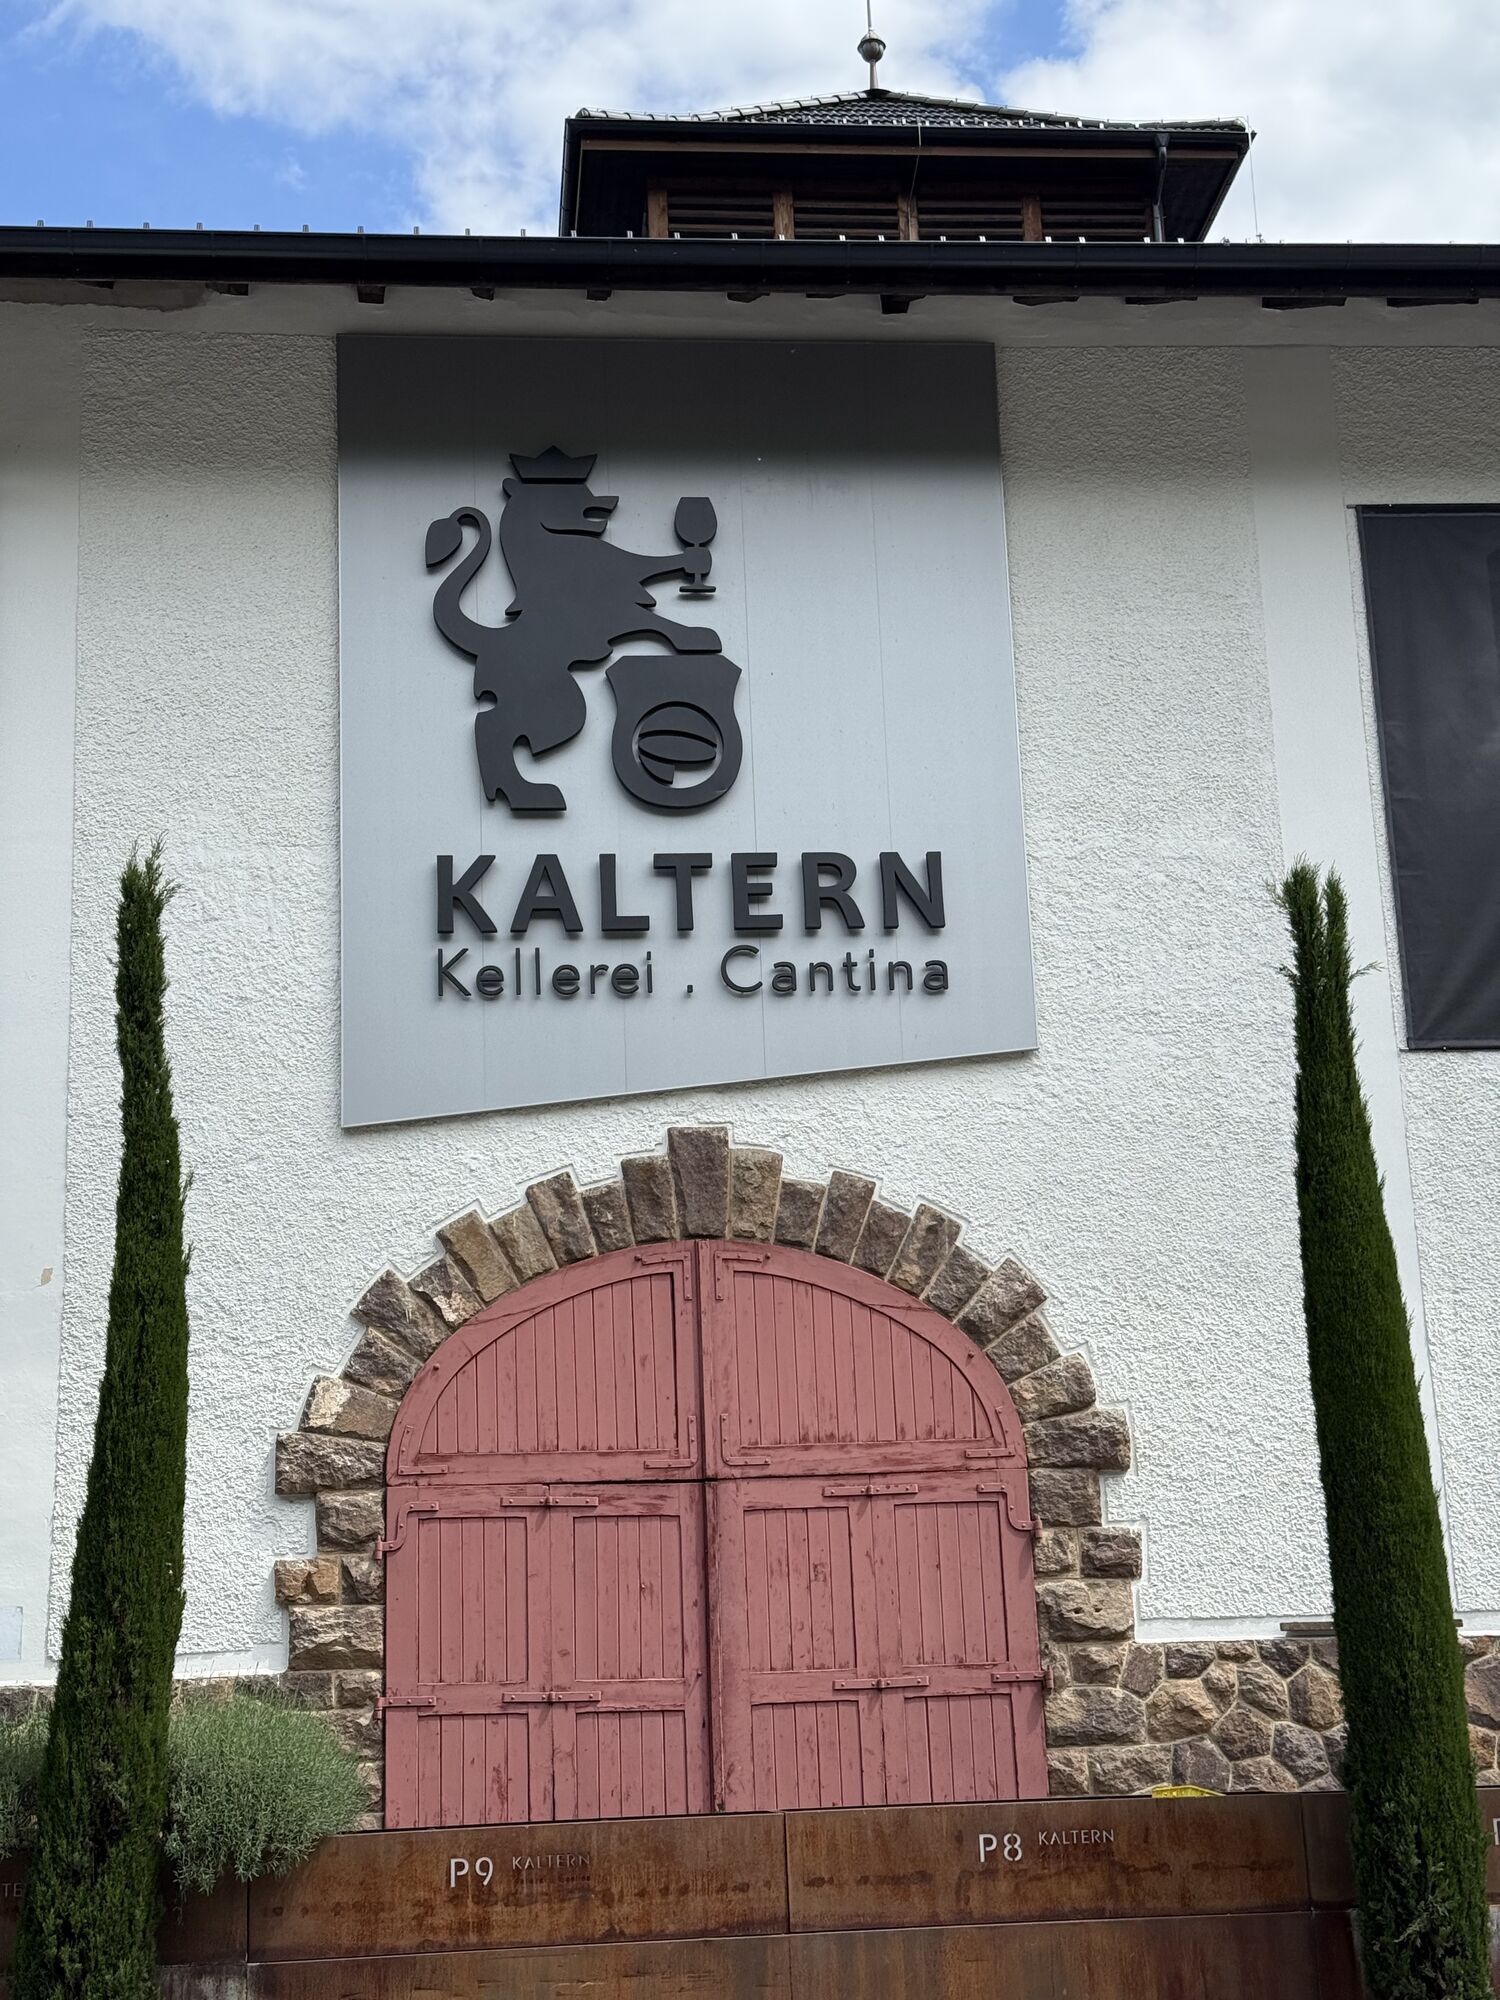 KALTERN
Kellerei . Cantina
P9 KALTERN
P8 KALTERN